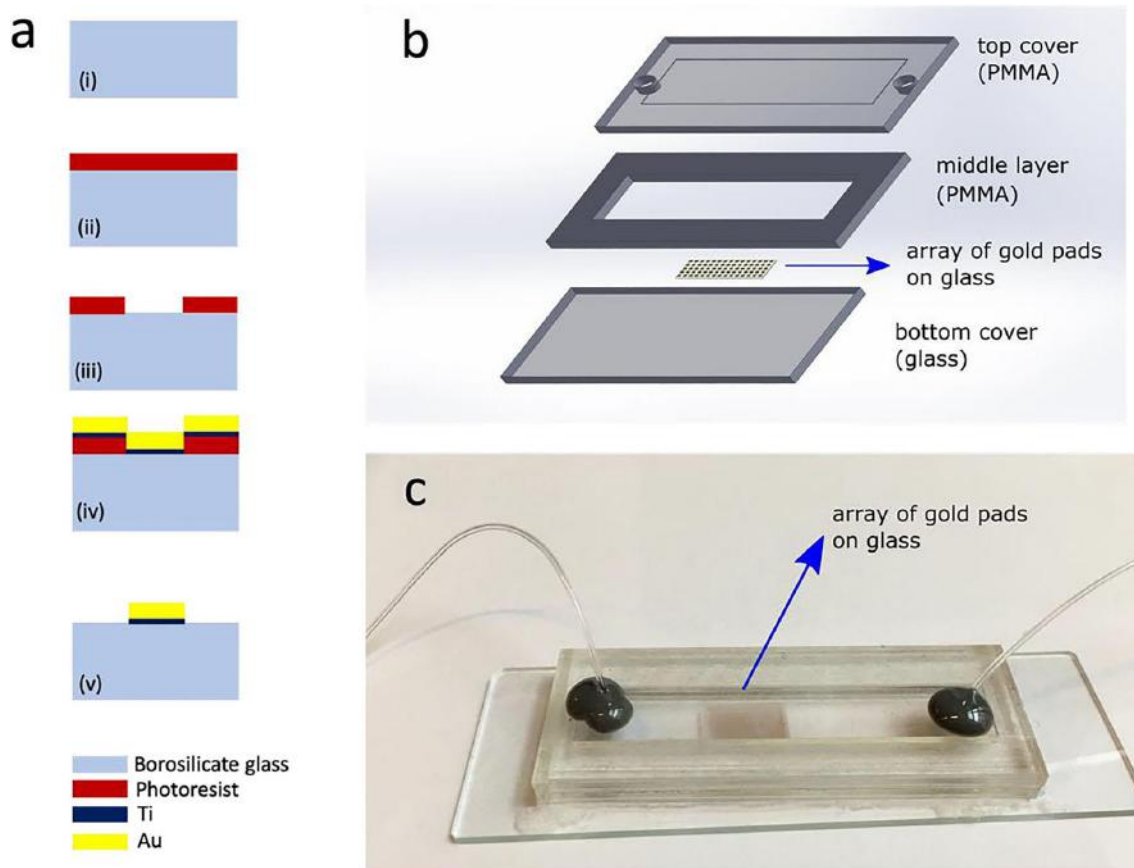 a
(i)
(ii)
(iii)
(iv)
(v)
Borosilicate glass
Photoresist
Ti
Au
b
top cover
(PMMA)
middle layer
(PMMA)
array of gold pads
on glass
bottom cover
(glass)
c
array of gold pads
on glass